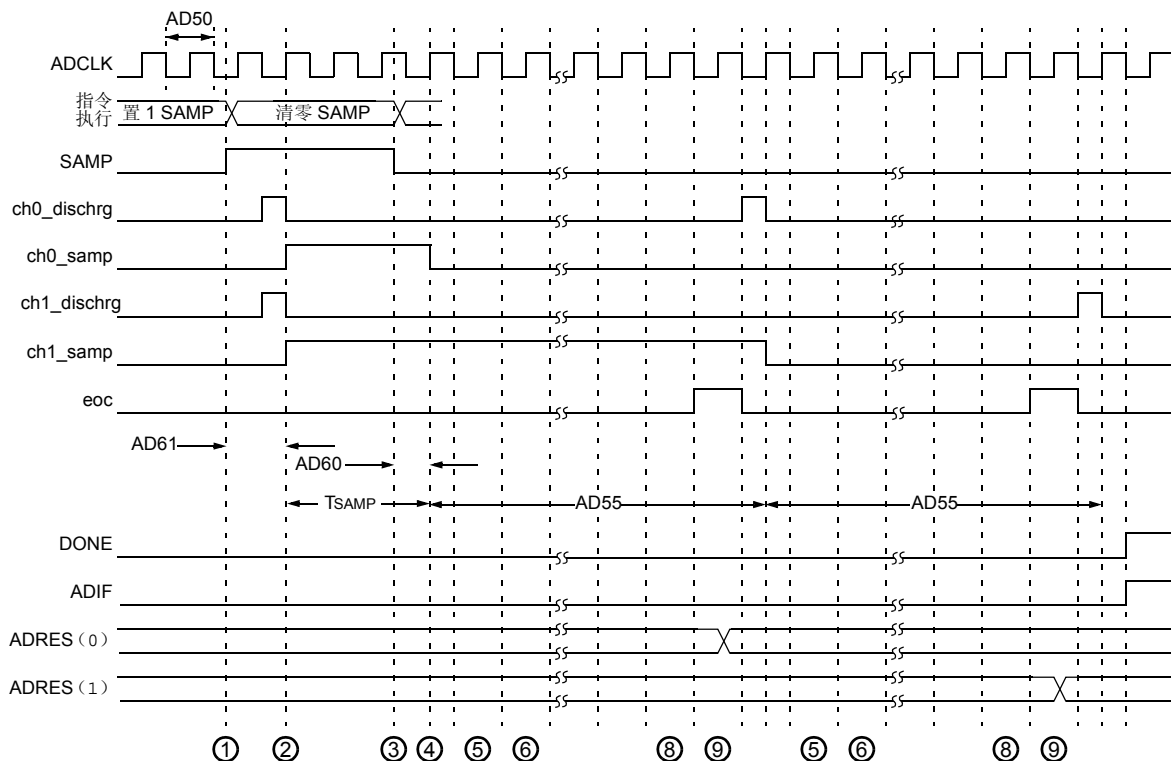 AD50
ADCLK
指令
执行
置 1 SAMP
清零 SAMP
SAMP
ch0_dischrg
ch0_samp
ch1_dischrg
ch1_samp
eoc
AD61
AD60
TSAMP
AD55
AD55
DONE
ADIF
ADRES（0）
ADRES（1）
① ② ③ ④ ⑤ ⑥ ⑧ ⑨ ⑤ ⑥ ⑧ ⑨